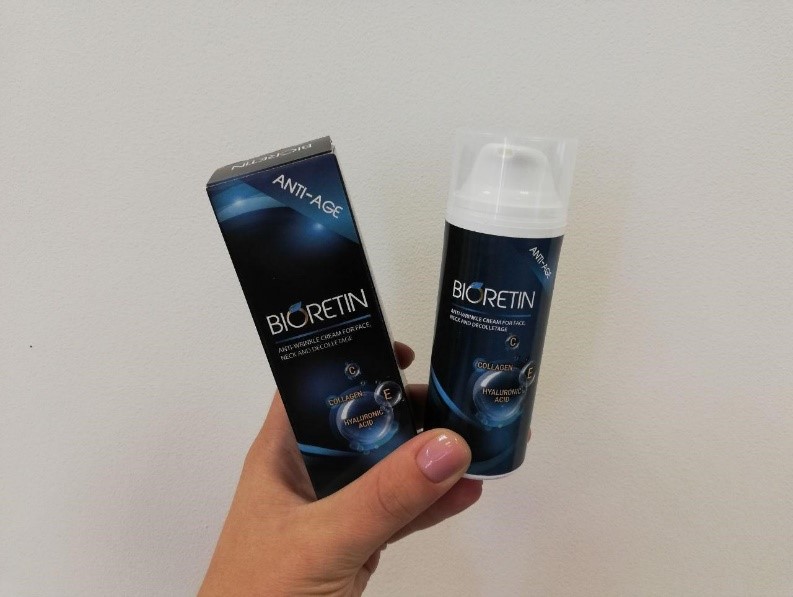 BIORETIN
ANTI-AGE
BIORETIN
ANTI-WRINKLE CREAM FOR FACE,
NECK AND DECOLLETAGE
C
COLLAGEN
E
HYALURONIC
ACID
ANTI-AGE
BIORETIN
ANTI-WRINKLE CREAM FOR FACE,
NECK AND DECOLLETAGE
C
COLLAGEN
E
HYALURONIC
ACID